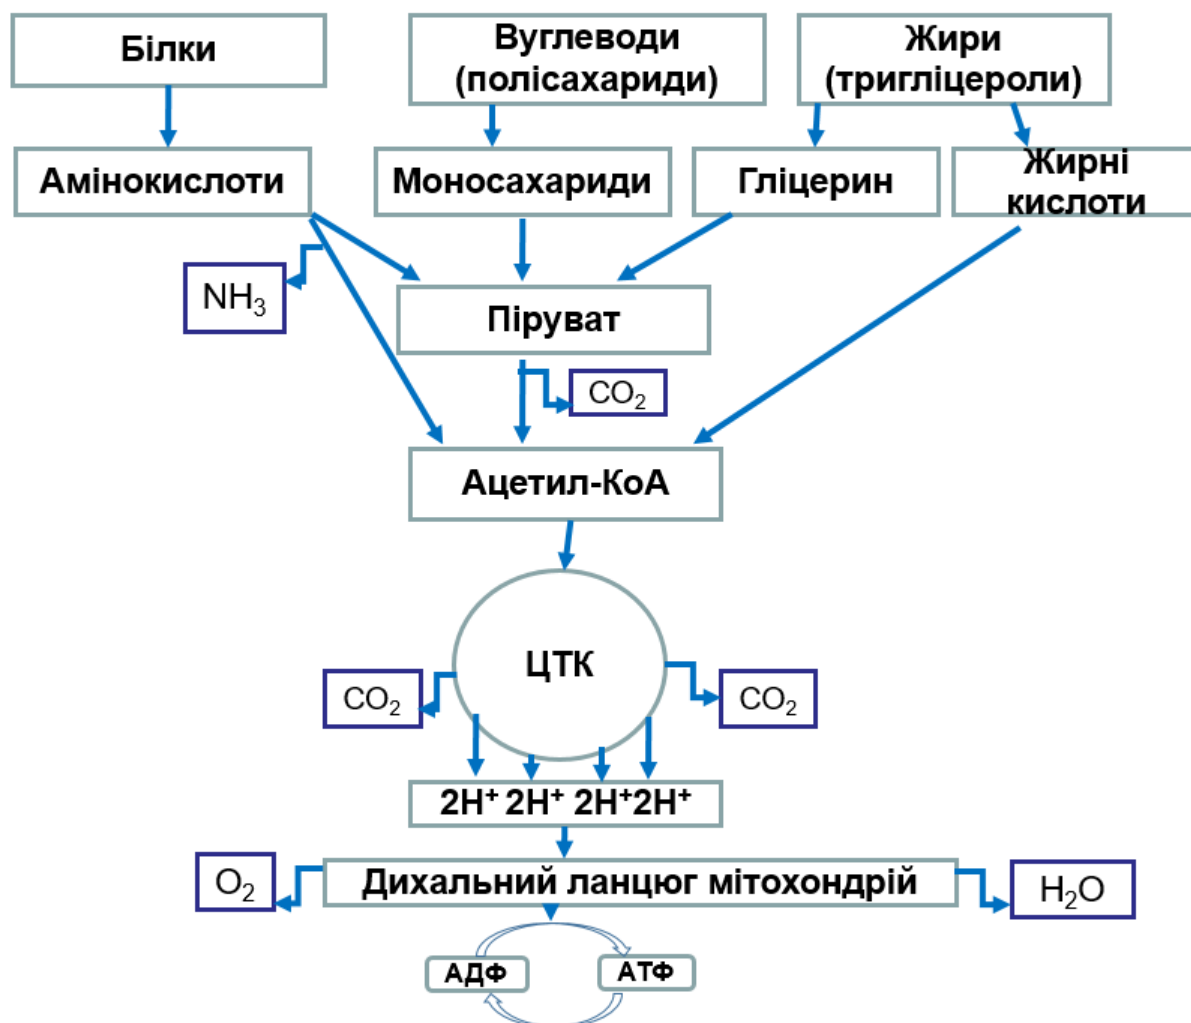 Білки
Вуглеводи
(полісахариди)
Жири
(тригліцероли)
Амінокислоти
Моносахариди
Гліцерин
Жирні
кислоти
NH₃
Піруват
CO₂
Ацетил-КоА
ЦТК
CO₂
CO₂
2H⁺ 2H⁺ 2H⁺2H⁺
O₂
Дихальний ланцюг мітохондрій
H₂O
АДФ
АТФ